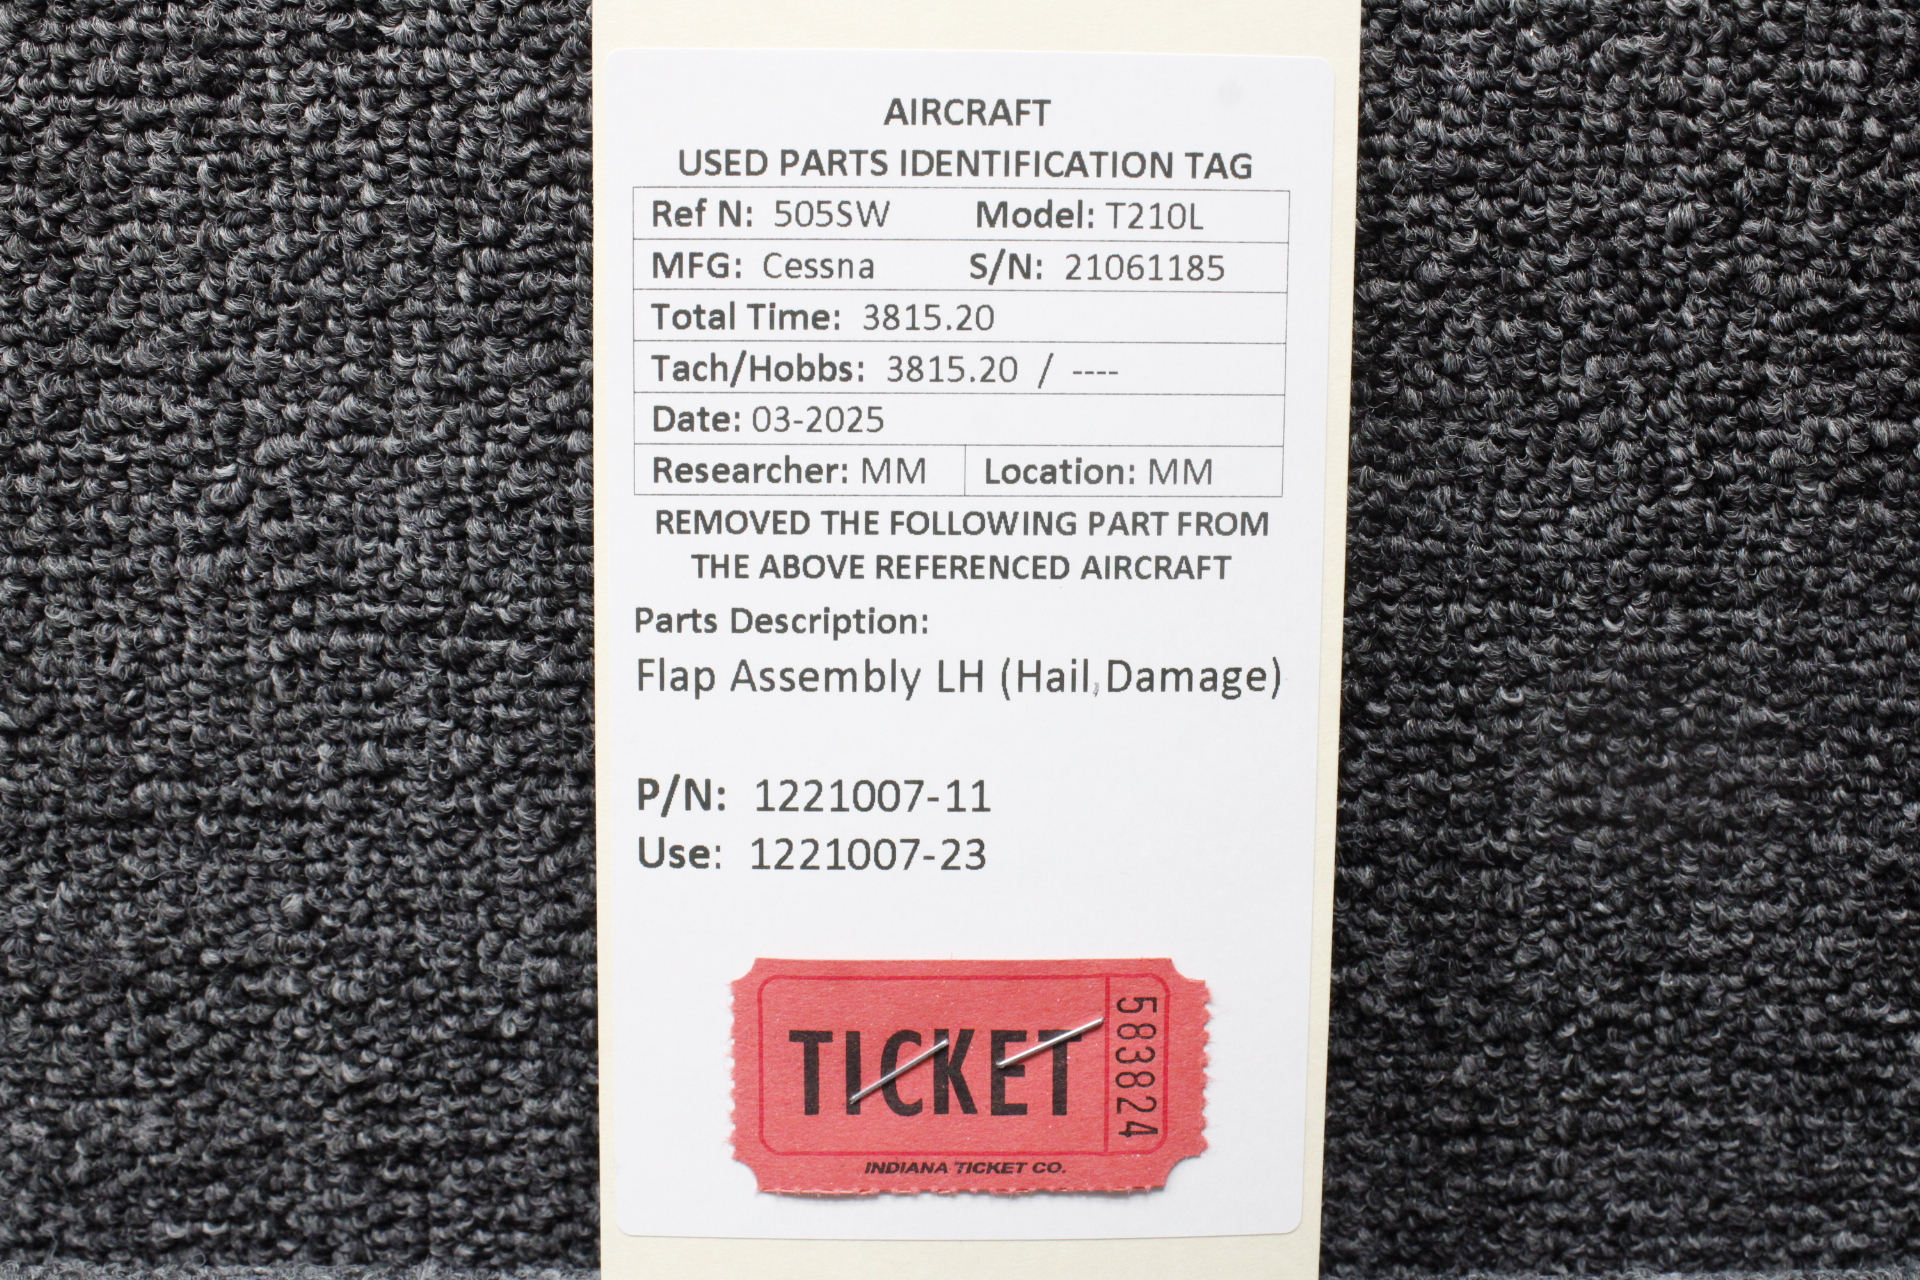 AIRCRAFT
USED PARTS IDENTIFICATION TAG
Ref N: 505SW Model: T210L
MFG: Cessna S/N: 21061185
Total Time: 3815.20
Tach/Hobbs: 3815.20 / ----
Date: 03-2025
Researcher: MM Location: MM
REMOVED THE FOLLOWING PART FROM
THE ABOVE REFERENCED AIRCRAFT
Parts Description:
Flap Assembly LH (Hail Damage)
P/N: 1221007-11
Use: 1221007-23
TICKET
583824
INDIANA TICKET CO.